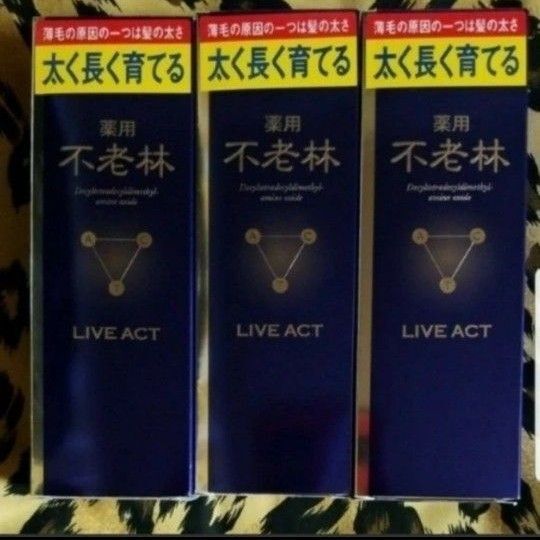 薄毛の原因の一つは髪の太さ
太く長く育てる
薬用
不老林
LIVE ACT
薄毛の原因の一つは髪の太さ
太く長く育てる
薬用
不老林
amine oxide
LIVE ACT
薄毛の原因の一つは髪の太さ
太く長く育てる
薬用
不老林
amine oxide
LIVE ACT